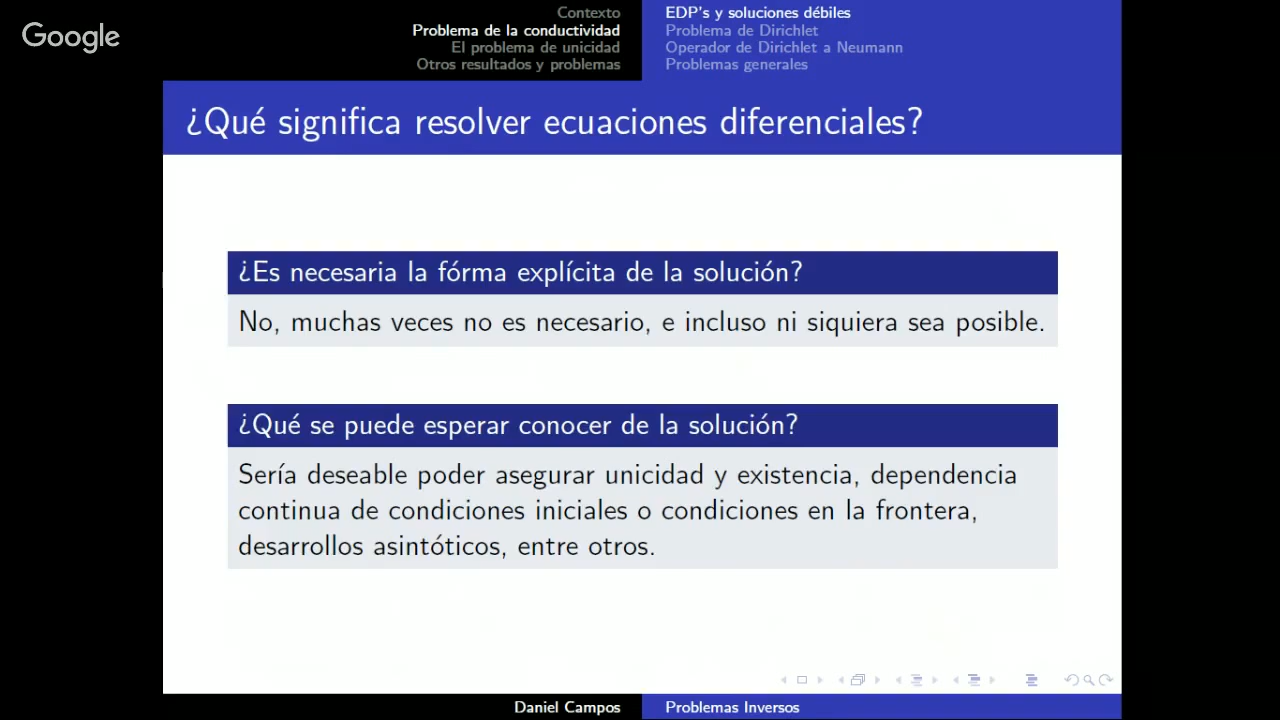 Google
Contexto
Problema de la conductividad
El problema de unicidad
Otros resultados y problemas
EDP's y soluciones débiles
Problema de Dirichlet
Operador de Dirichlet a Neumann
Problemas generales
¿Qué significa resolver ecuaciones diferenciales?
¿Es necesaria la fórma explícita de la solución?
No, muchas veces no es necesario, e incluso ni siquiera sea posible.
¿Qué se puede esperar conocer de la solución?
Sería deseable poder asegurar unicidad y existencia, dependencia
continua de condiciones iniciales o condiciones en la frontera,
desarrollos asintóticos, entre otros.
Daniel Campos
Problemas Inversos